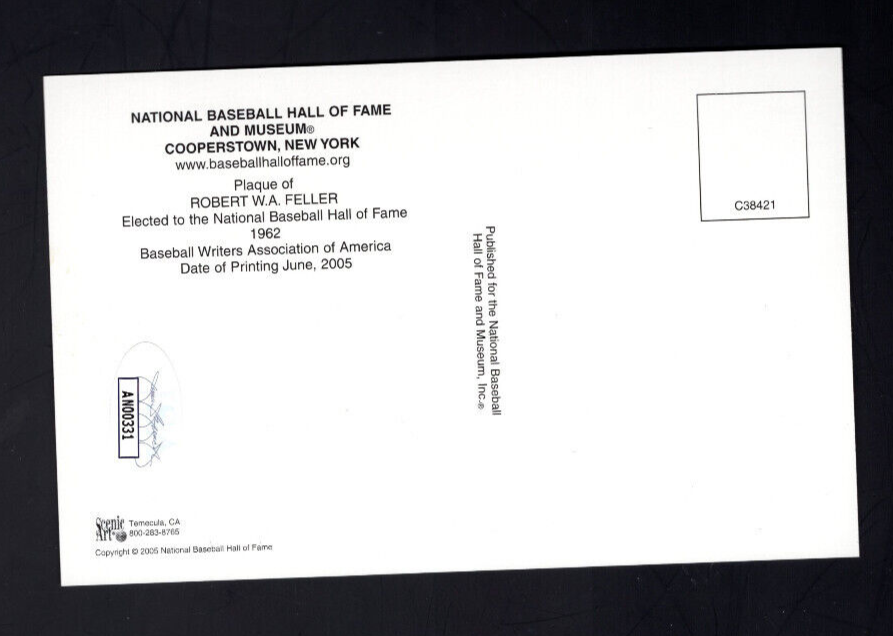 NATIONAL BASEBALL HALL OF FAME
AND MUSEUM®
COOPERSTOWN, NEW YORK
www.baseballhalloffame.org
Plaque of
ROBERT W.A. FELLER
Elected to the National Baseball Hall of Fame
1962
Baseball Writers Association of America
Date of Printing June, 2005
C38421
Published for the National Baseball
Hall of Fame and Museum, Inc.®
AN00331
Scenic
Art
Temecula, CA
800-283-8765
Copyright © 2005 National Baseball Hall of Fame